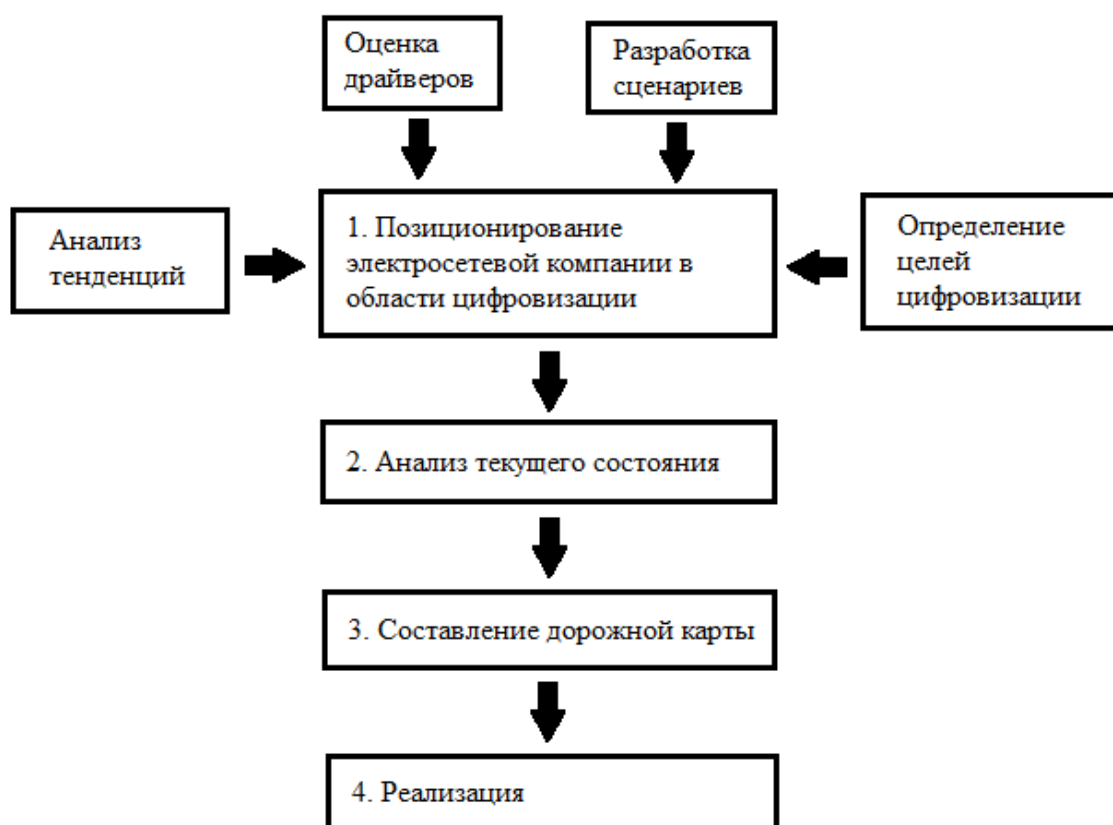 Оценка
драйверов
Разработка
сценариев
Анализ
тенденций
1. Позиционирование
электросетевой компании в
области цифровизации
Определение
целей
цифровизации
2. Анализ текущего состояния
3. Составление дорожной карты
4. Реализация